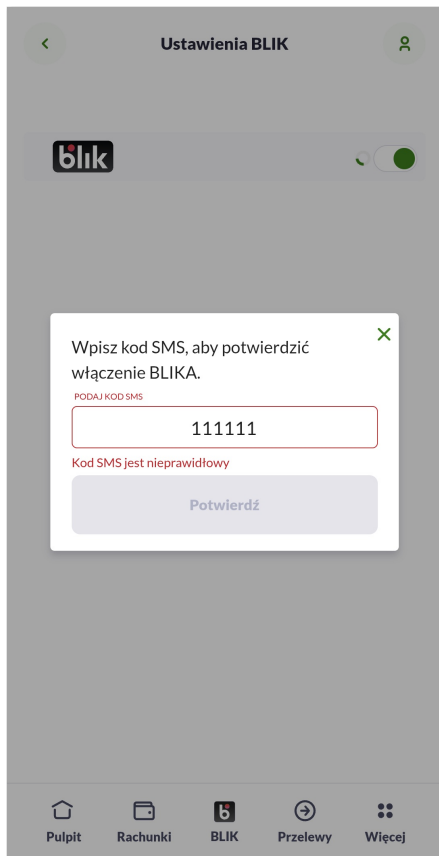 Ustawienia BLIK
blik
Wpisz kod SMS, aby potwierdzić
włączenie BLIKA.
PODAJ KOD SMS
111111
Kod SMS jest nieprawidłowy
Potwierdź
Pulpit Rachunki BLIK Przelewy Więcej